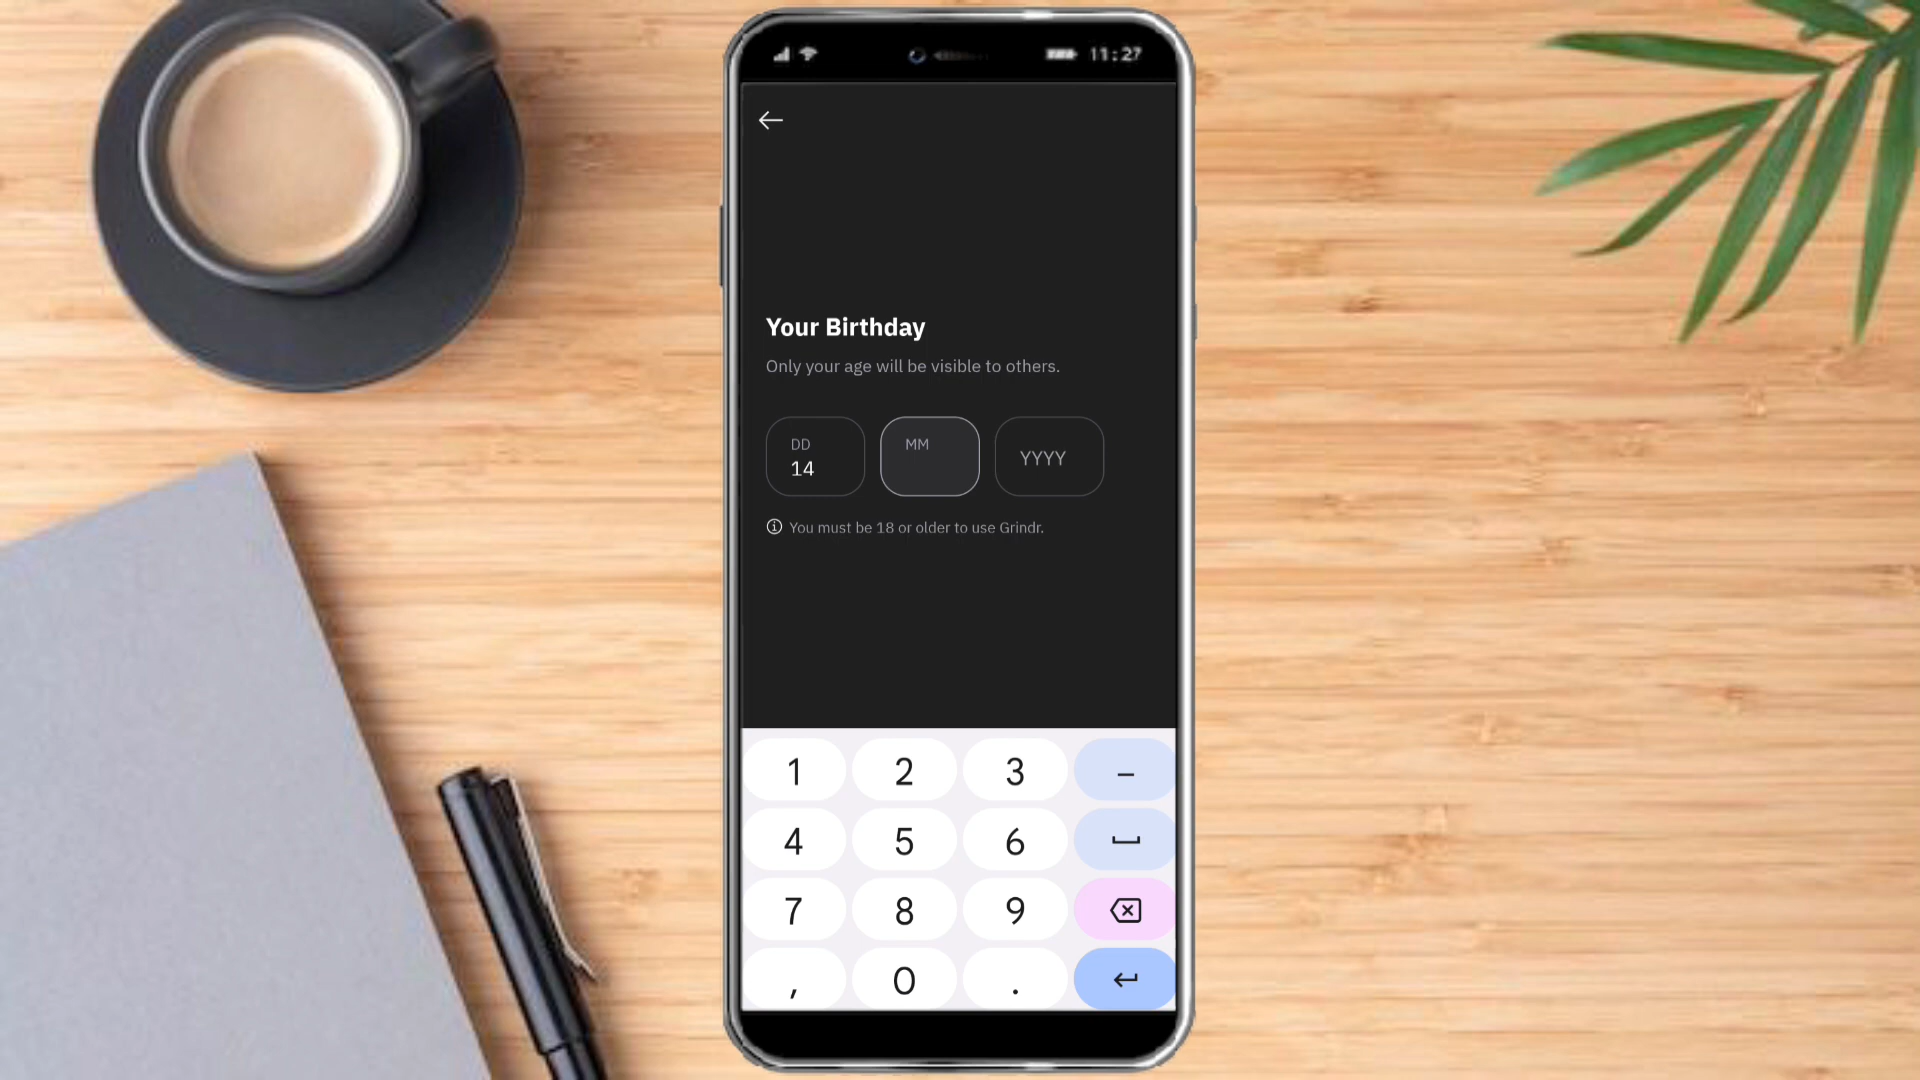 11:27
Your Birthday
Only your age will be visible to others.
DD MM YYYY
14
You must be 18 or older to use Grindr.
1 2 3 –
4 5 6
7 8 9
, 0 .